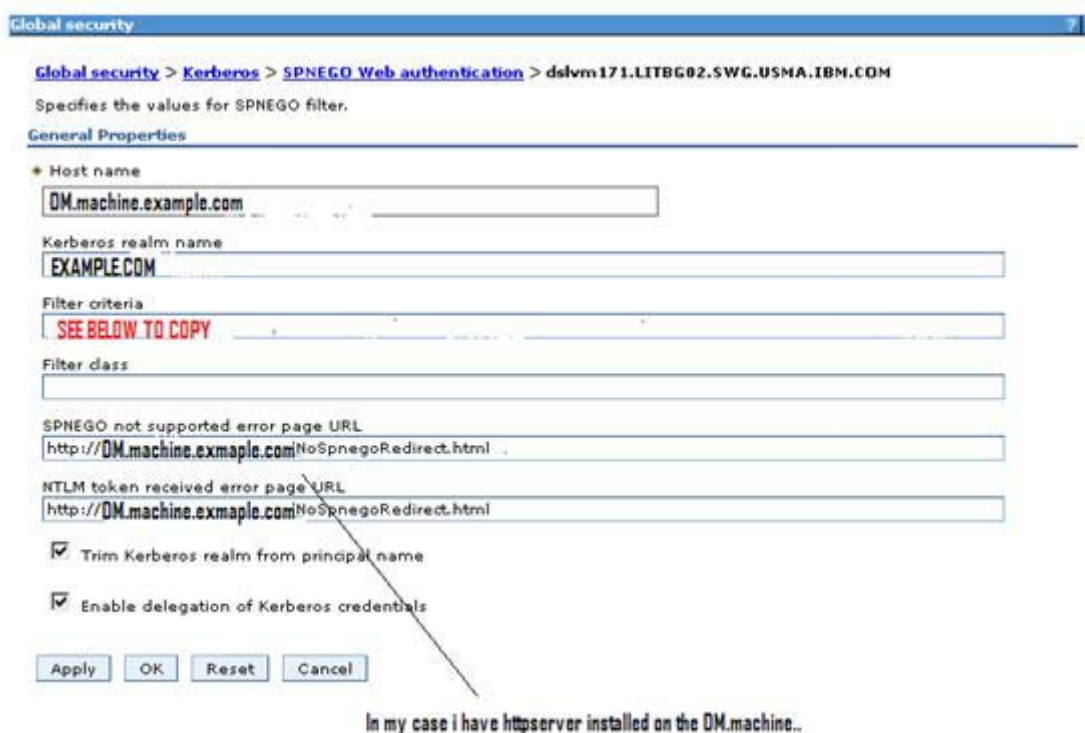 Global security
?
Global security > Kerberos > SPNEGO Web authentication > dslvm171.LITBG02.SWG.USMA.IBM.COM
Specifies the values for SPNEGO filter.
General Properties
Host name
DM.machine.example.com
Kerberos realm name
EXAMPLE.COM
Filter criteria
SEE BELOW TO COPY
Filter class
SPNEGO not supported error page URL
http://DM.machine.exmaple.com/NoSpnegoRedirect.html
NTLM token received error page URL
http://DM.machine.exmaple.com/NoSpnegoRedirect.html
Trim Kerberos realm from principal name
Enable delegation of Kerberos credentials
Apply OK Reset Cancel
In my case i have httpserver installed on the DM.machine..